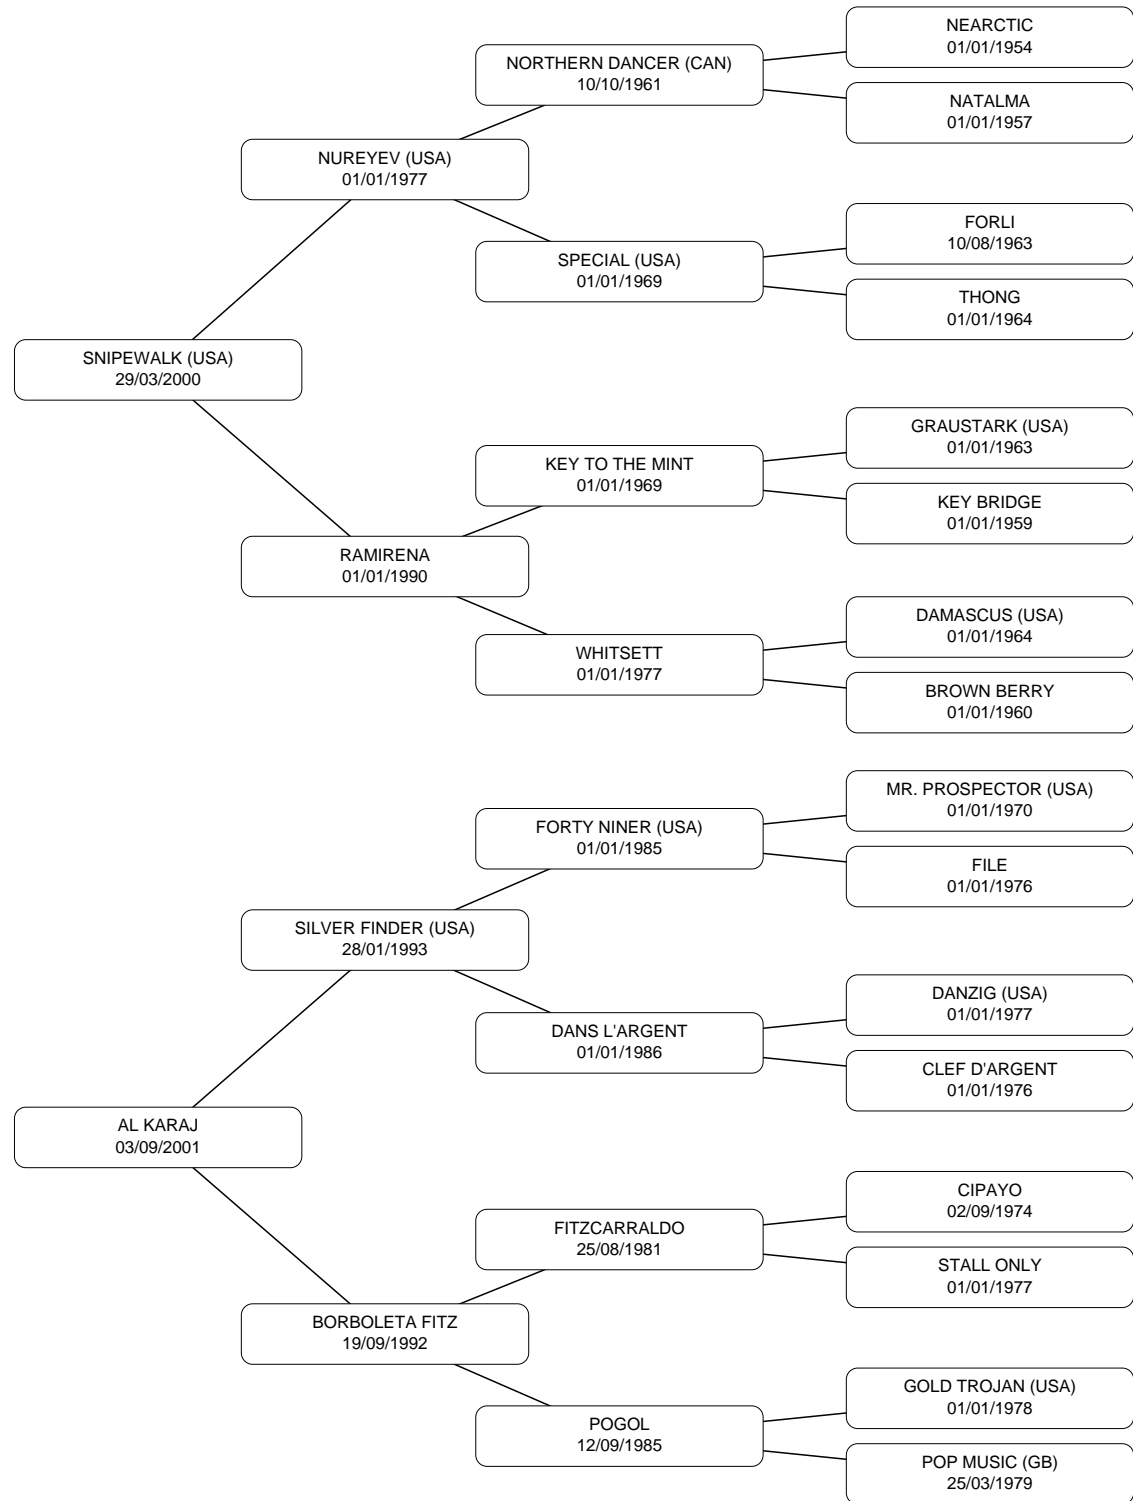 NEARCTIC
01/01/1954
NORTHERN DANCER (CAN)
10/10/1961
NATALMA
01/01/1957
NUREYEV (USA)
01/01/1977
FORLI
10/08/1963
SPECIAL (USA)
01/01/1969
THONG
01/01/1964
SNIPEWALK (USA)
29/03/2000
GRAUSTARK (USA)
01/01/1963
KEY TO THE MINT
01/01/1969
KEY BRIDGE
01/01/1959
RAMIRENA
01/01/1990
DAMASCUS (USA)
01/01/1964
WHITSETT
01/01/1977
BROWN BERRY
01/01/1960
MR. PROSPECTOR (USA)
01/01/1970
FORTY NINER (USA)
01/01/1985
FILE
01/01/1976
SILVER FINDER (USA)
28/01/1993
DANZIG (USA)
01/01/1977
DANS L'ARGENT
01/01/1986
CLEF D'ARGENT
01/01/1976
AL KARAJ
03/09/2001
CIPAYO
02/09/1974
FITZCARRALDO
25/08/1981
STALL ONLY
01/01/1977
BORBOLETA FITZ
19/09/1992
GOLD TROJAN (USA)
01/01/1978
POGOL
12/09/1985
POP MUSIC (GB)
25/03/1979